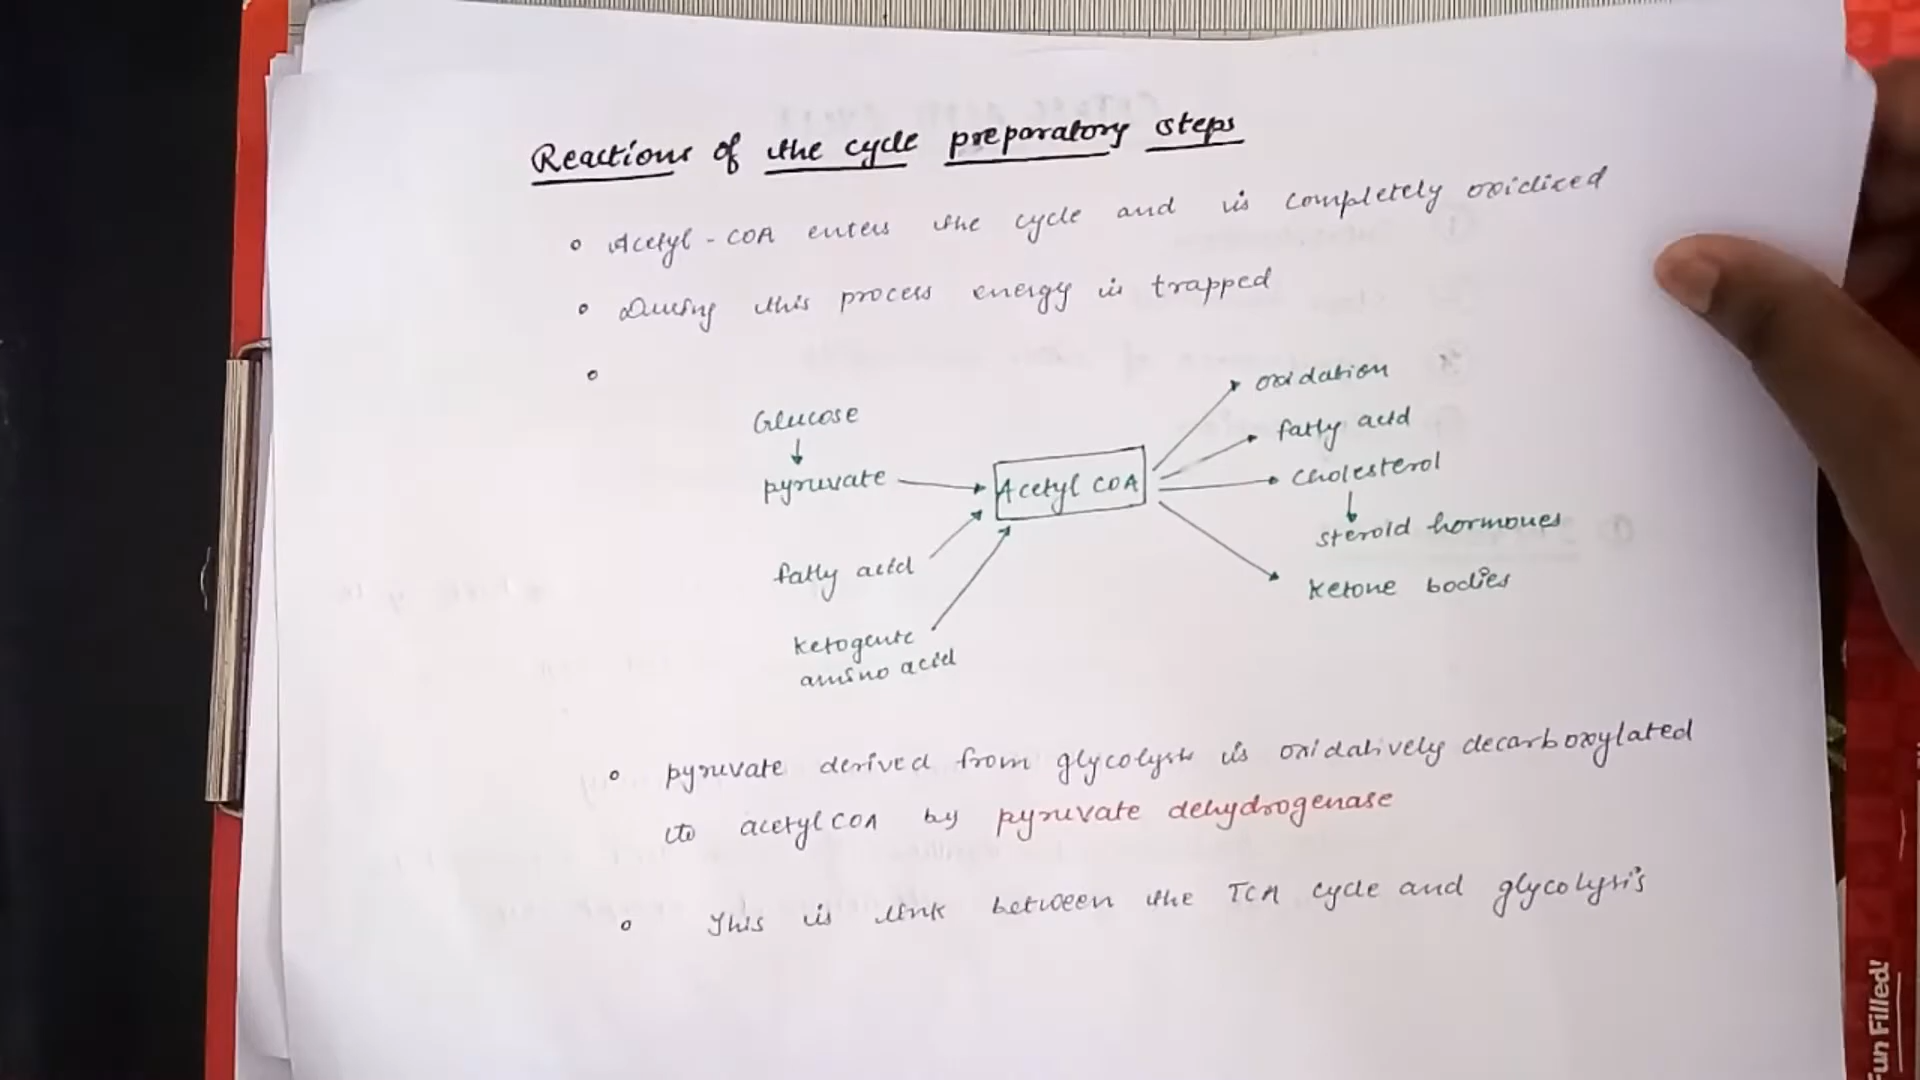 Reactions of the cycle preparatory steps
Acetyl - COA enters the cycle and is completely oxidized
During this process energy is trapped
Glucose
pyruvate
fatty acid
ketogenic
amino acid
Acetyl COA
oxidation
fatty acid
cholesterol
steroid hormones
ketone bodies
pyruvate derived from glycolysis is oxidatively decarboxylated
to acetyl COA by pyruvate dehydrogenase
This is link between the TCA cycle and glycolysis
Fun Filled!